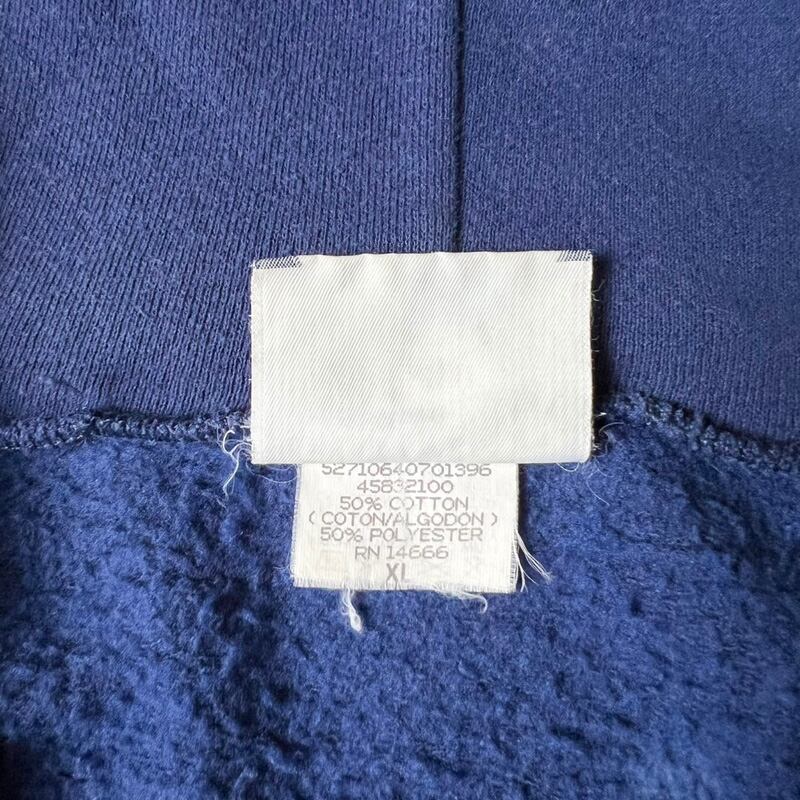 52710640701396
45832100
50% COTTON
( COTON/ALGODON )
50% POLYESTER
RN 14666
XL